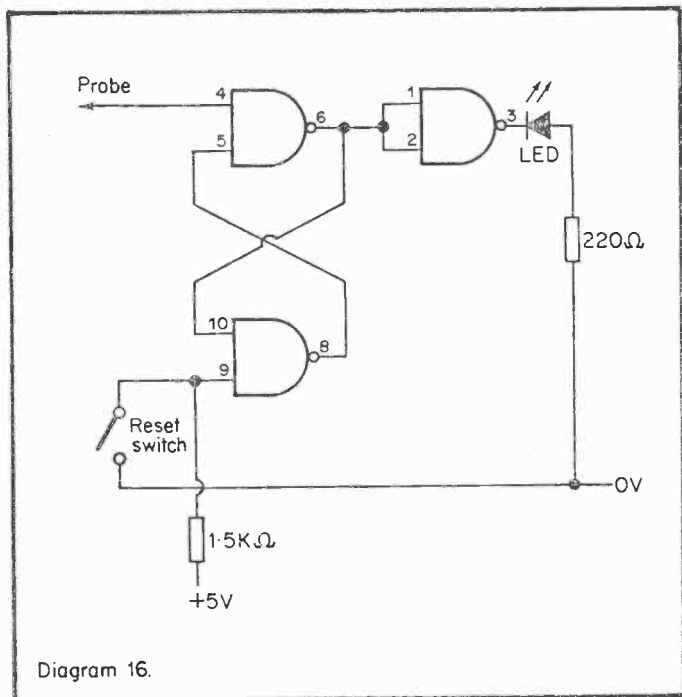 Probe
4
5
6
1
2
3
LED
220Ω
10
9
8
Reset
switch
0V
1·5KΩ
+5V
Diagram 16.